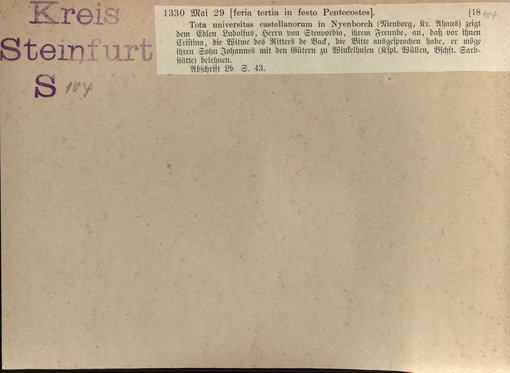 Kreis
Steinfurt
S 104
1330 Mai 29 [feria tertia in festo Pentecostes]. [18
Tota universitas castellanorum in Nyenborch (Nienborg, Kr. Ahaus) zeigt
dem Edlen Ludolfus, Herrn von Stenvordia, ihrem Freunde, an, daß vor ihnen
Cristina, die Witwe des Ritters de Back, die Bitte ausgesprochen habe, er möge
ihren Sohn Johannes mit den Gütern zu Winkelhusen (Kspl. Wüllen, Bschft. Sarb-
stätte) belehnen.
Abschrift Lb. S. 43.